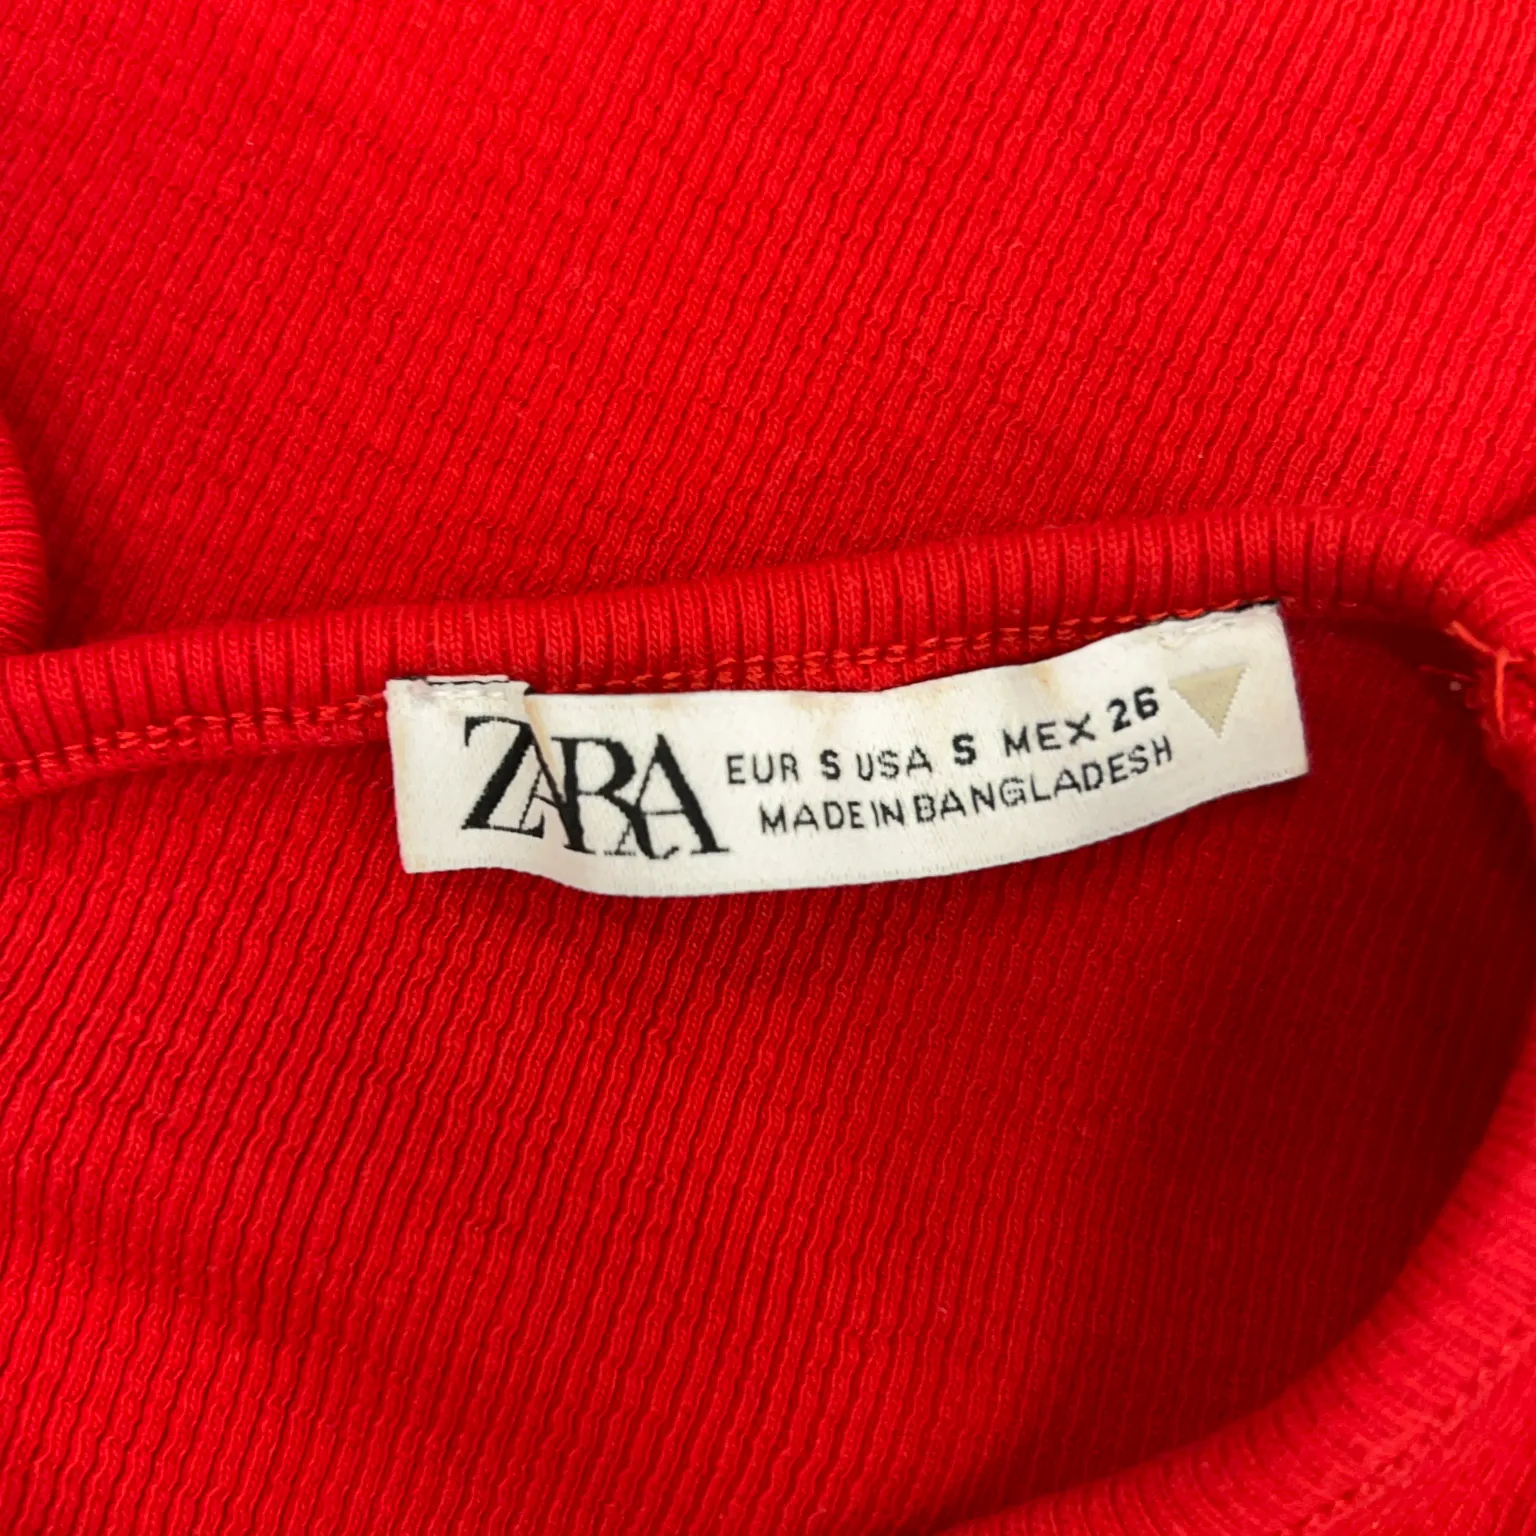 ZARA
EUR S USA S MEX 26
MADE IN BANGLADESH